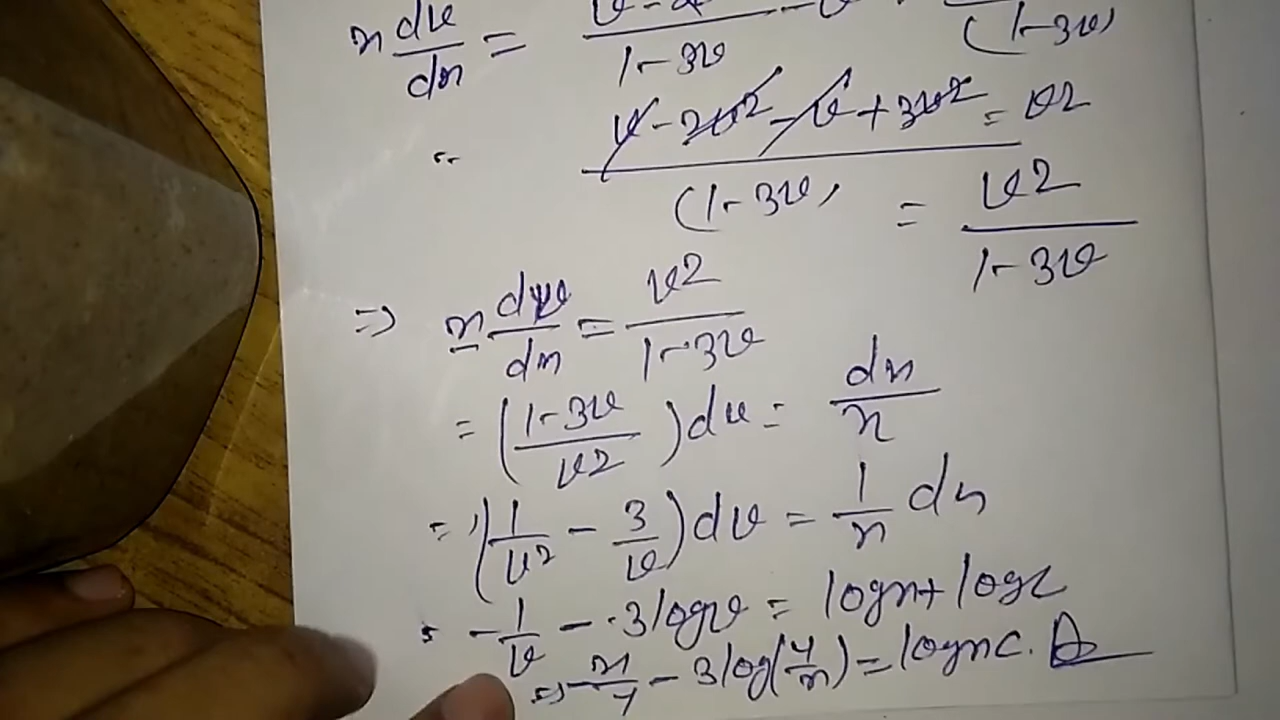 x dv/dx = v - 2 / 1-3v - v (1-3v)
= v - 2v² - v + 3v² / (1-3v) = v2
= v2 / 1-3v
=> x dv/dx = v2 / 1-3v
= (1-3v / v2) dv = dx / x
= (1/v2 - 3/v) dv = 1/x dx
= -1/v - 3logv = logx + logc
=> -x/y - 3log(y/x) = logxc.